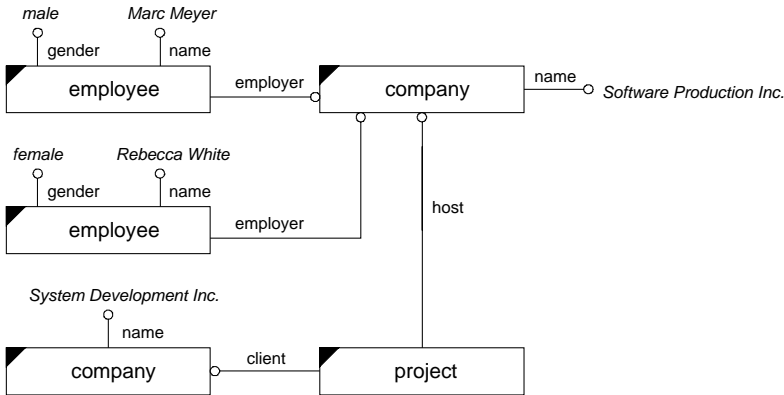 male
Marc Meyer
gender
name
employee
employer
company
name
Software Production Inc.
female
Rebecca White
gender
name
employee
employer
host
System Development Inc.
name
company
client
project